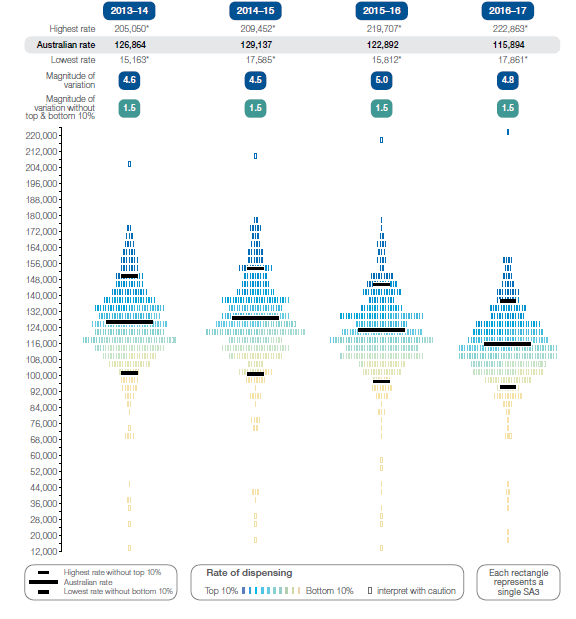 2013–14 2014–15 2015–16 2016–17
Highest rate 205,050* 209,452* 219,707* 222,863*
Australian rate 126,864 129,137 122,892 115,894
Lowest rate 15,163* 17,585* 15,812* 17,861*
Magnitude of
variation 4.6 4.5 5.0 4.8
Magnitude of
variation without
top & bottom 10% 1.5 1.5 1.5 1.5
220,000
212,000
204,000
196,000
188,000
180,000
172,000
164,000
156,000
148,000
140,000
132,000
124,000
116,000
108,000
100,000
92,000
84,000
76,000
68,000
60,000
52,000
44,000
36,000
28,000
20,000
12,000
Highest rate without top 10%
Australian rate
Lowest rate without bottom 10%
Rate of dispensing
Top 10% Bottom 10% interpret with caution
Each rectangle
represents a
single SA3